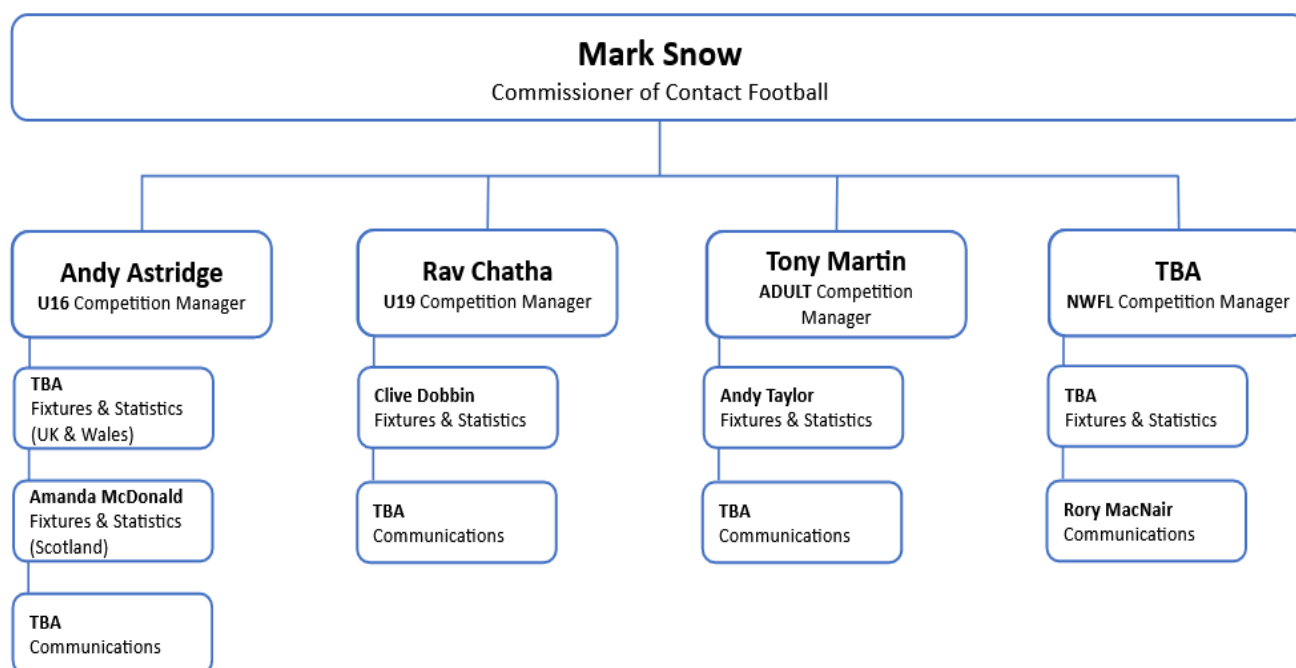 Mark Snow
Commissioner of Contact Football
Andy Astridge
U16 Competition Manager
TBA
Fixtures & Statistics
(UK & Wales)
Amanda McDonald
Fixtures & Statistics
(Scotland)
TBA
Communications
Rav Chatha
U19 Competition Manager
Clive Dobbin
Fixtures & Statistics
TBA
Communications
Tony Martin
ADULT Competition
Manager
Andy Taylor
Fixtures & Statistics
TBA
Communications
TBA
NWFL Competition Manager
TBA
Fixtures & Statistics
Rory MacNair
Communications